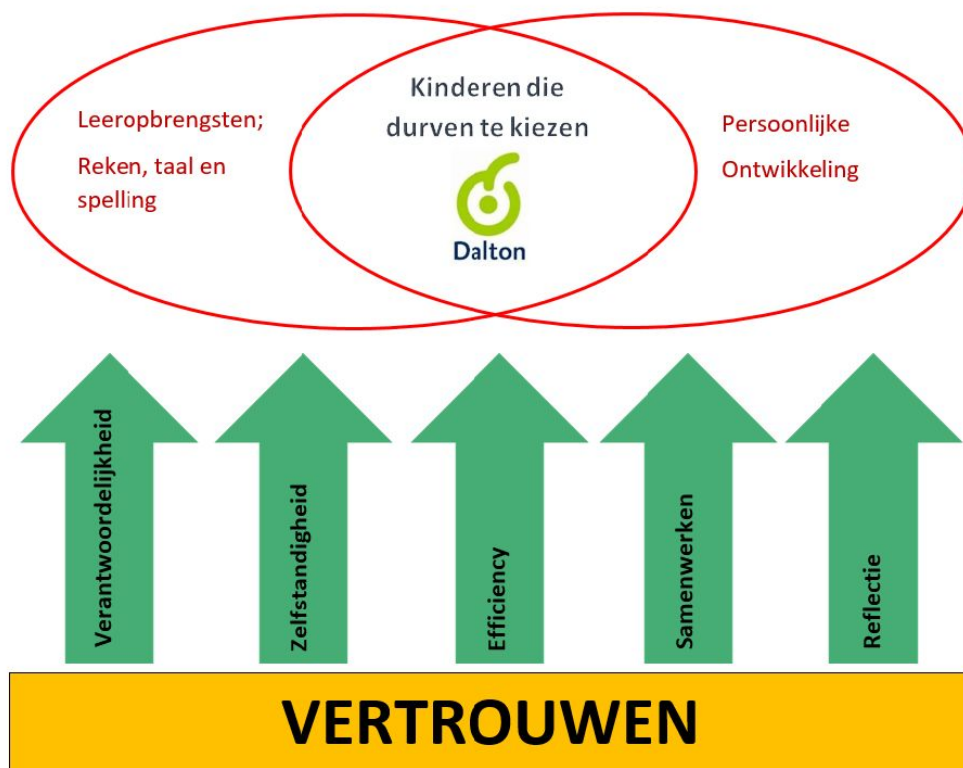 Leeropbrengsten;
Reken, taal en
spelling
Kinderen die
durven te kiezen
Dalton
Persoonlijke
Ontwikkeling
Verantwoordelijkheid
Zelfstandigheid
Efficiency
Samenwerken
Reflectie
VERTROUWEN